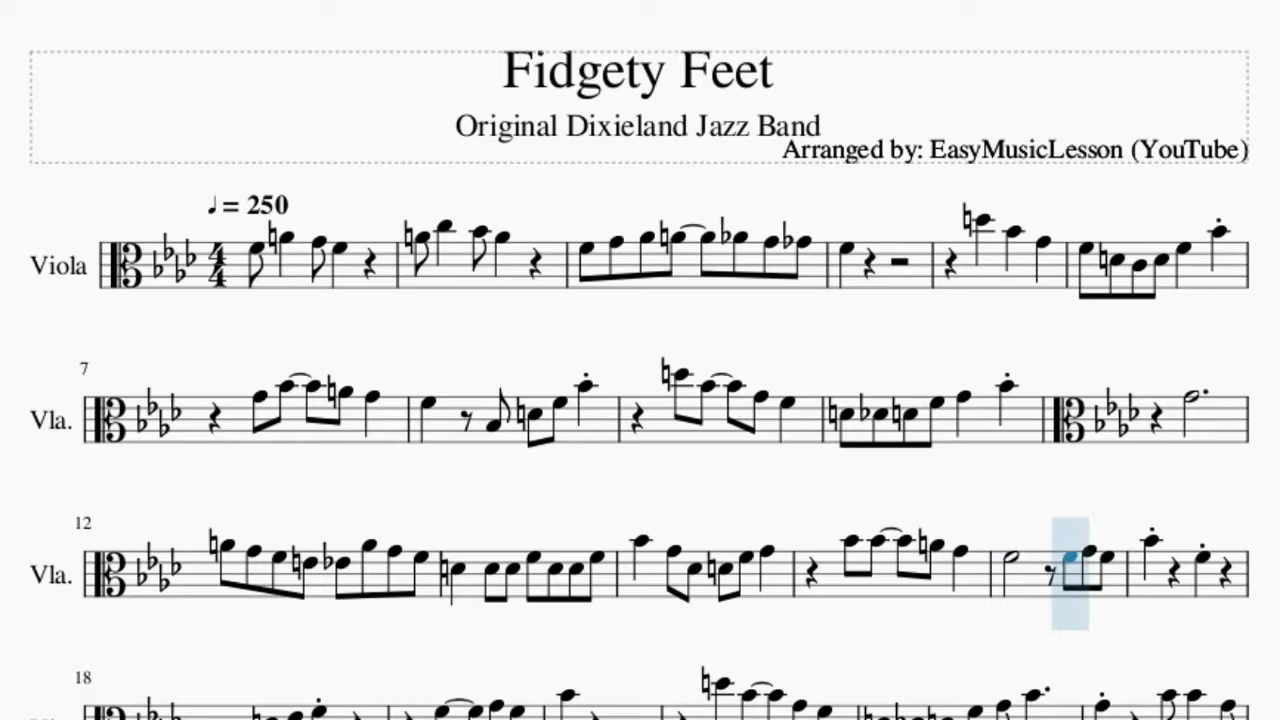 Fidgety Feet
Original Dixieland Jazz Band
Arranged by: EasyMusicLesson (YouTube)
♩ = 250
Viola
4
4
7
Vla.
12
Vla.
18